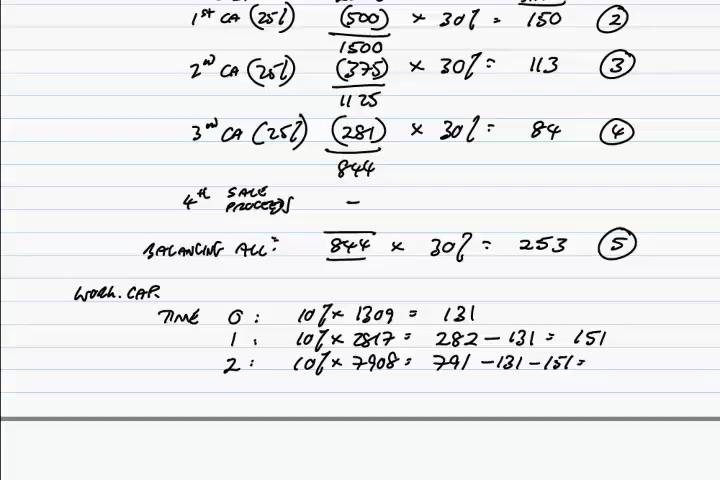 1st CA (25%) (500) × 30% = 150 (2)
1500
2nd CA (25%) (375) × 30% = 113 (3)
1125
3rd CA (25%) (281) × 30% = 84 (4)
844
4th SALE PROCEEDS -
BALANCING ALL: 844 × 30% = 253 (5)
WORK. CAP
TIME 0: 10% × 1309 = 131
1: 10% × 2817 = 282 - 131 = 151
2: 10% × 7908 = 791 - 131 - 151 =